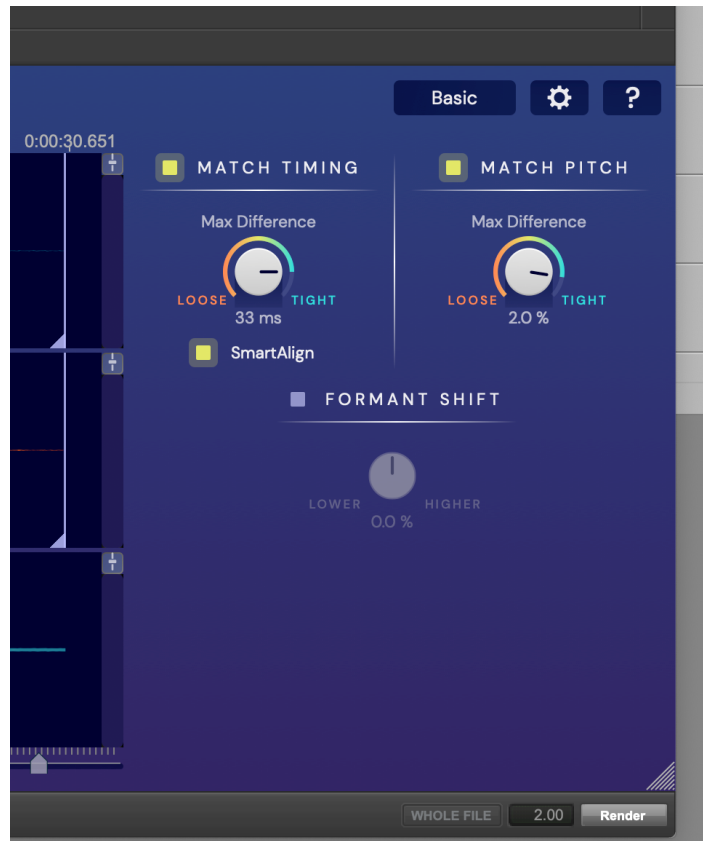 Basic
?
0:00:30.651
MATCH TIMING
MATCH PITCH
Max Difference
Max Difference
LOOSE
TIGHT
LOOSE
TIGHT
33 ms
2.0 %
SmartAlign
FORMANT SHIFT
LOWER
HIGHER
0.0 %
WHOLE FILE
2.00
Render